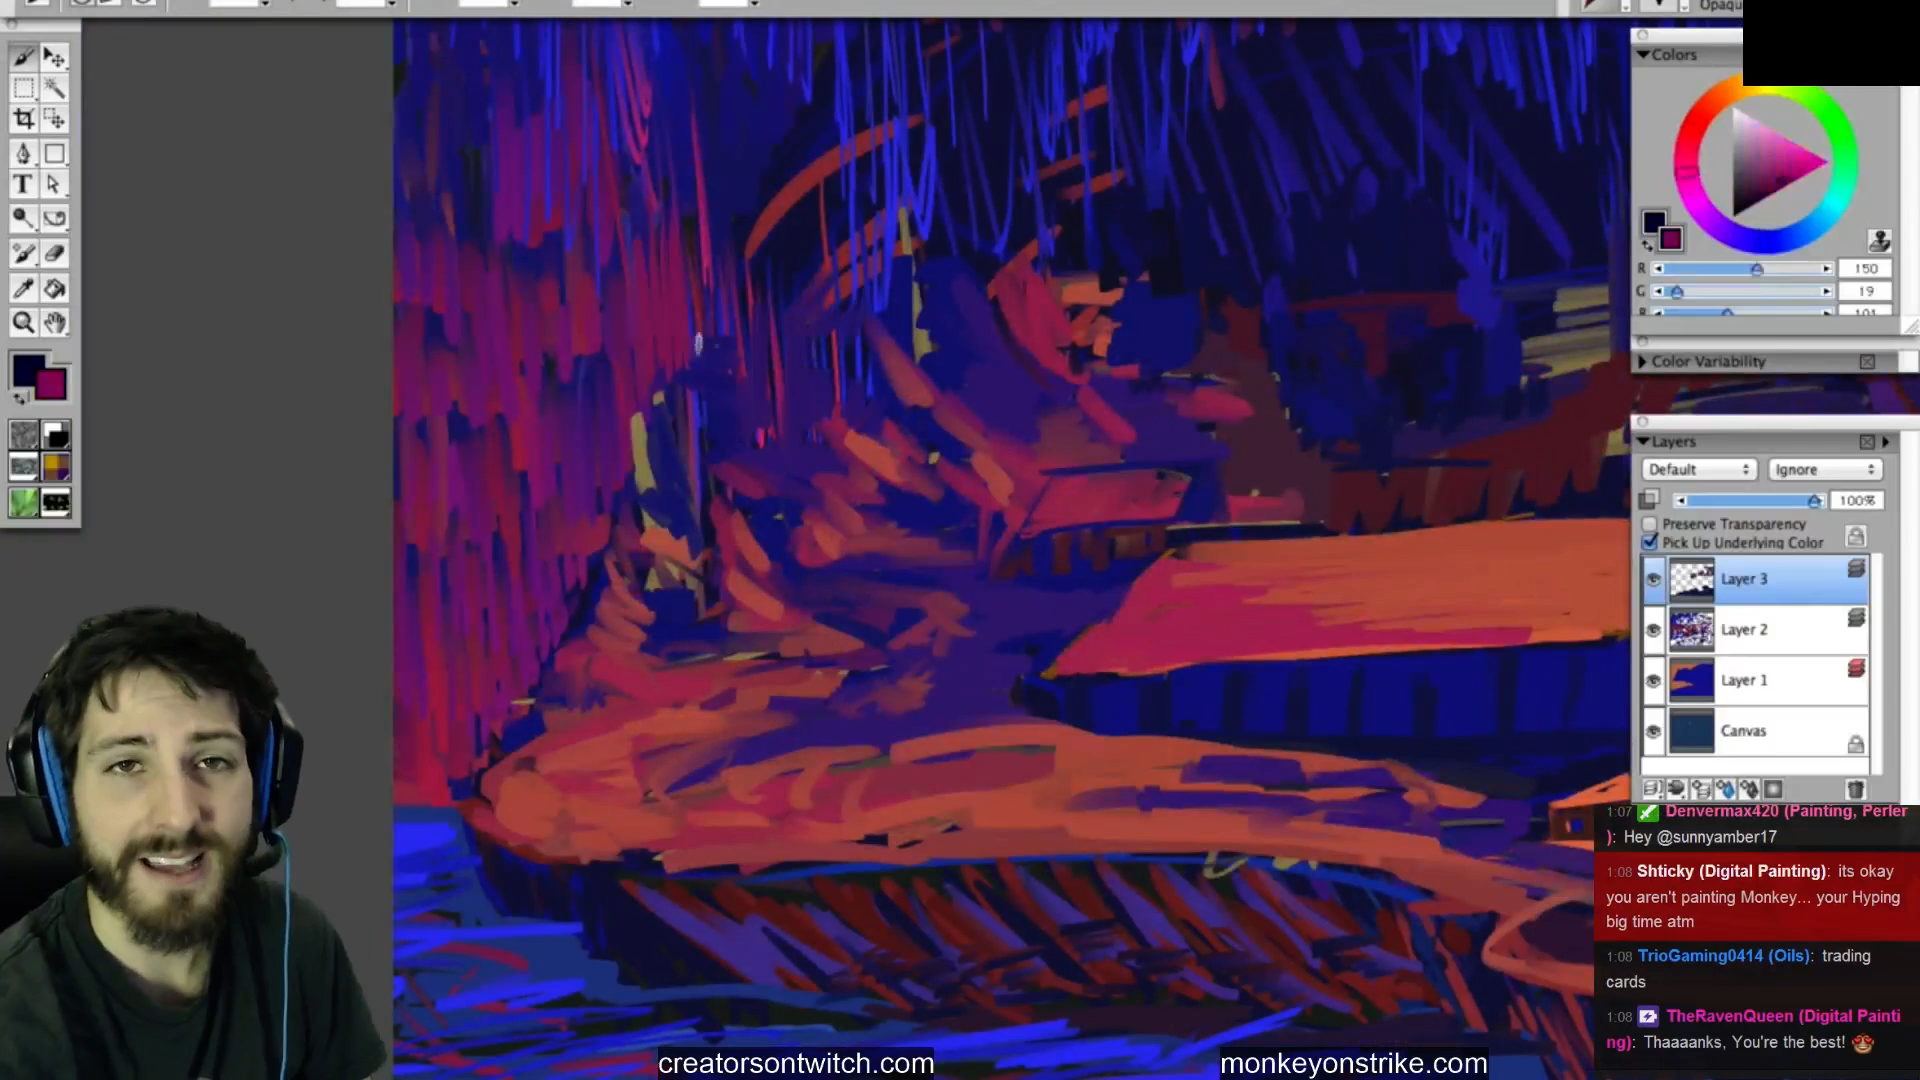 Opaqu
Colors
R 150
G 19
Color Variability
Layers
Default Ignore
100%
Preserve Transparency
Pick Up Underlying Color
Layer 3
Layer 2
Layer 1
Canvas
T
1:07 Denvermax420 (Painting, Perler
): Hey @sunnyamber17
1:08 Shticky (Digital Painting): its okay
you aren't painting Monkey... your Hyping
big time atm
1:08 TrioGaming0414 (Oils): trading
cards
1:08 TheRavenQueen (Digital Painti
ng): Thaaaanks, You're the best!
creatorsontwitch.com
monkeyonstrike.com